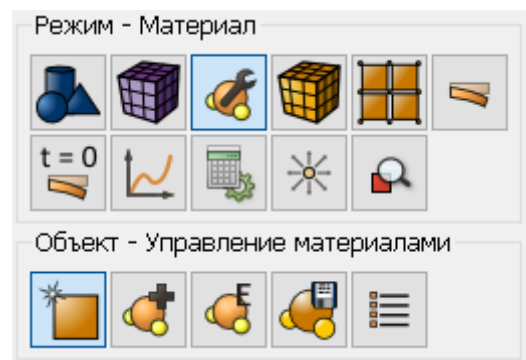 Режим - Материал
t = 0
Объект - Управление материалами
E